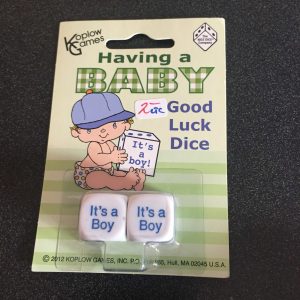 Koplow
Games
Having a
BABY
Good
Luck
Dice
It's
a
boy!
It's a
Boy
It's a
Boy
© 2012 KOPLOW GAMES, INC. P.O. Hull, MA 02045 U.S.A.